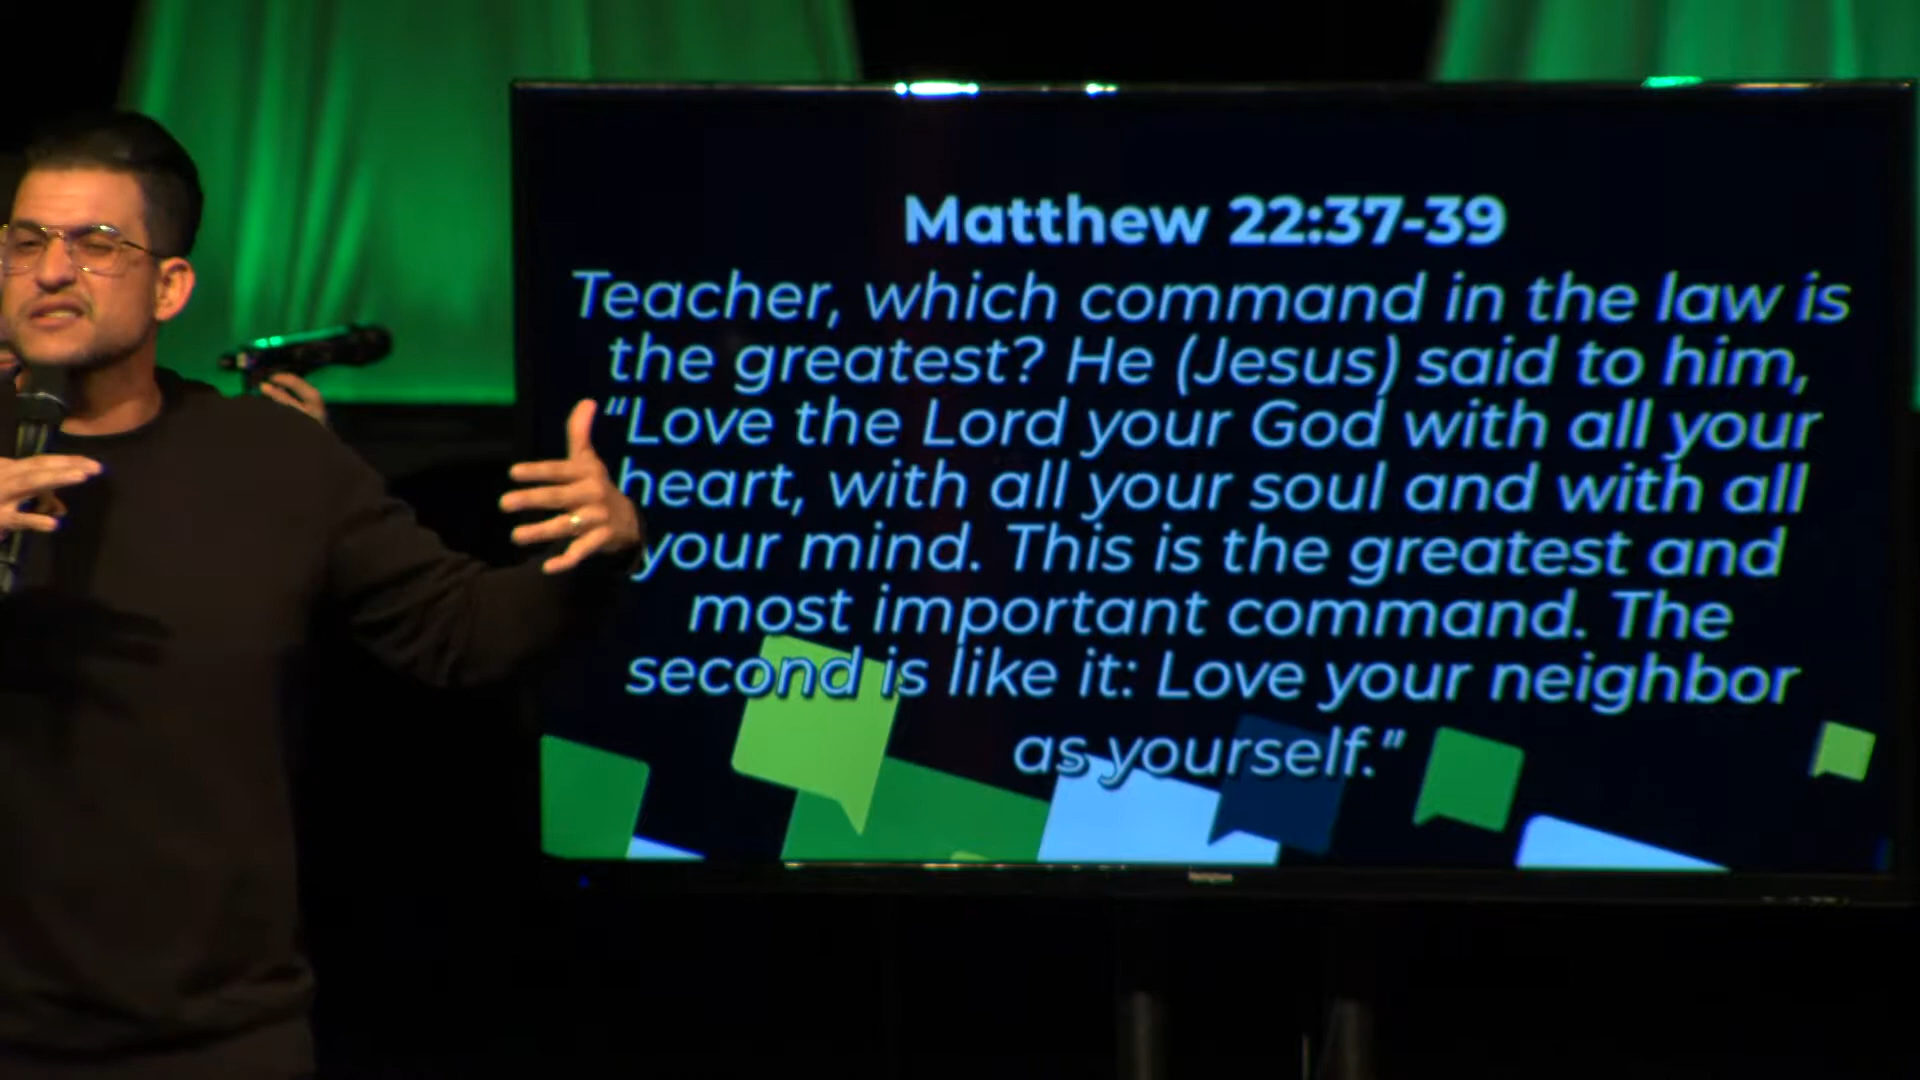 Matthew 22:37-39
Teacher, which command in the law is
the greatest? He (Jesus) said to him,
“Love the Lord your God with all your
heart, with all your soul and with all
your mind. This is the greatest and
most important command. The
second is like it: Love your neighbor
as yourself.”